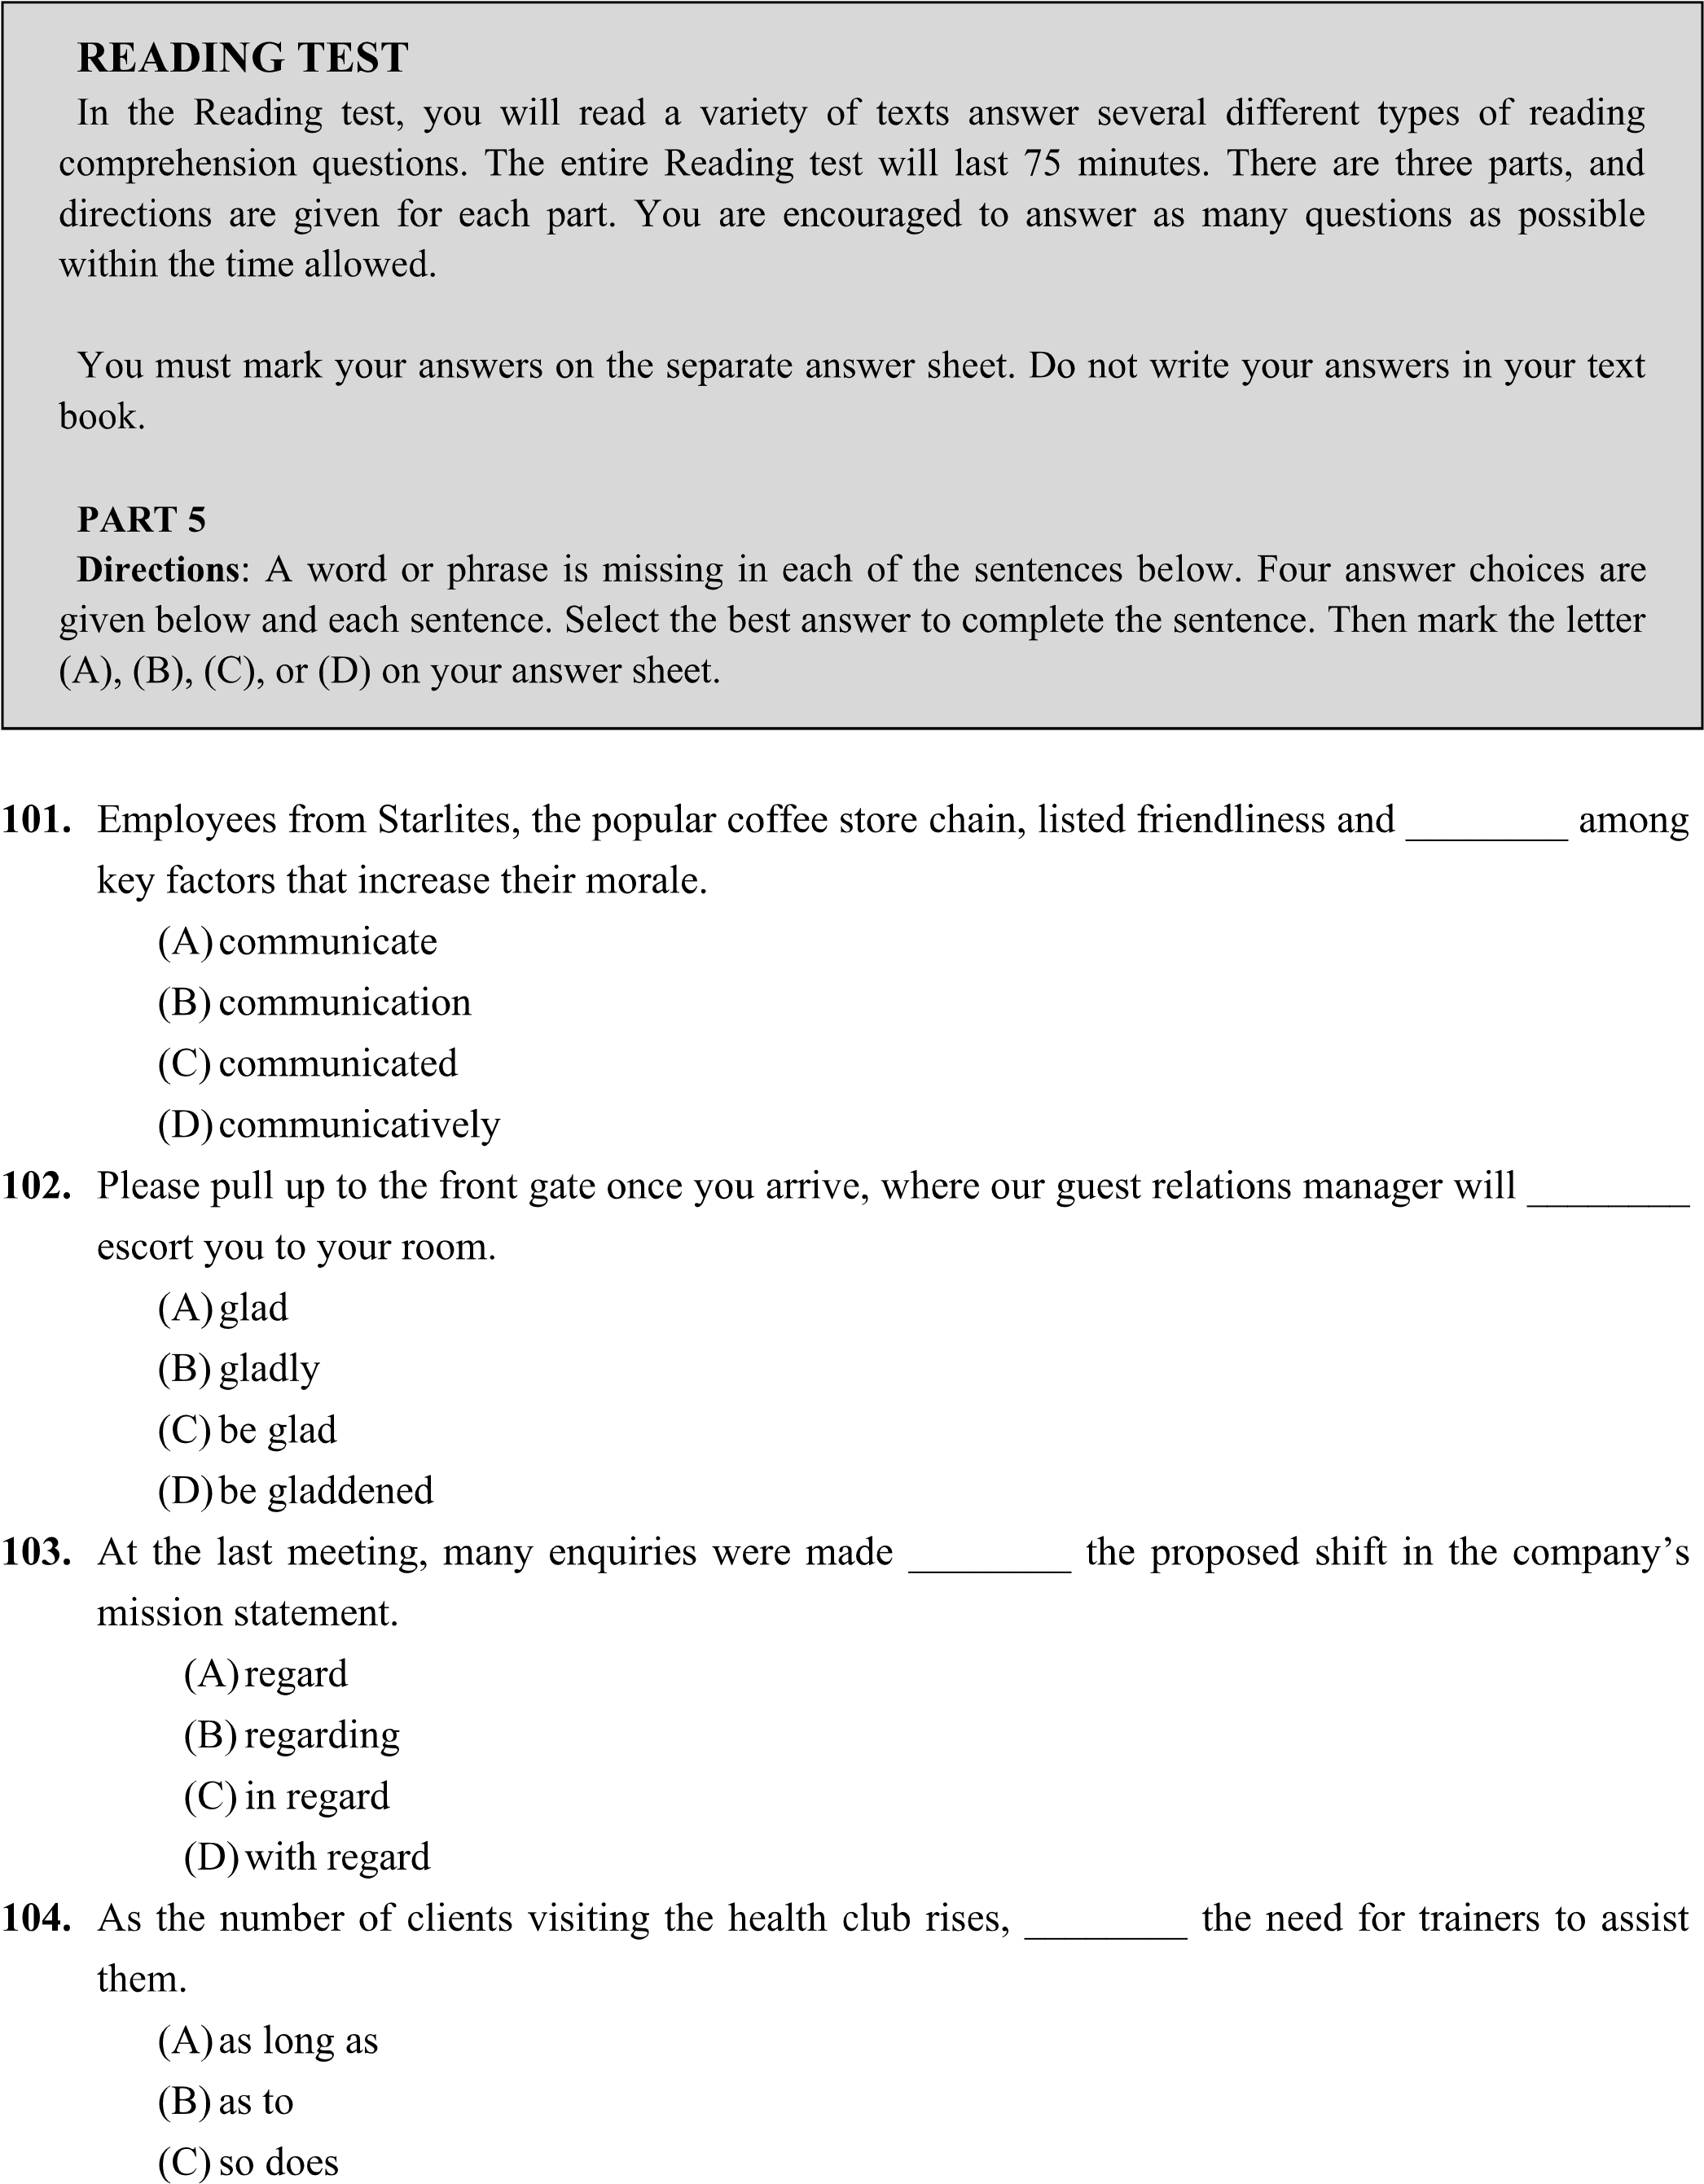 READING TEST
In the Reading test, you will read a variety of texts answer several different types of reading
comprehension questions. The entire Reading test will last 75 minutes. There are three parts, and
directions are given for each part. You are encouraged to answer as many questions as possible
within the time allowed.
You must mark your answers on the separate answer sheet. Do not write your answers in your text
book.
PART 5
Directions: A word or phrase is missing in each of the sentences below. Four answer choices are
given below and each sentence. Select the best answer to complete the sentence. Then mark the letter
(A), (B), (C), or (D) on your answer sheet.
101. Employees from Starlites, the popular coffee store chain, listed friendliness and ________ among
key factors that increase their morale.
(A) communicate
(B) communication
(C) communicated
(D) communicatively
102. Please pull up to the front gate once you arrive, where our guest relations manager will ________
escort you to your room.
(A) glad
(B) gladly
(C) be glad
(D) be gladdened
103. At the last meeting, many enquiries were made ________ the proposed shift in the company’s
mission statement.
(A) regard
(B) regarding
(C) in regard
(D) with regard
104. As the number of clients visiting the health club rises, ________ the need for trainers to assist
them.
(A) as long as
(B) as to
(C) so does